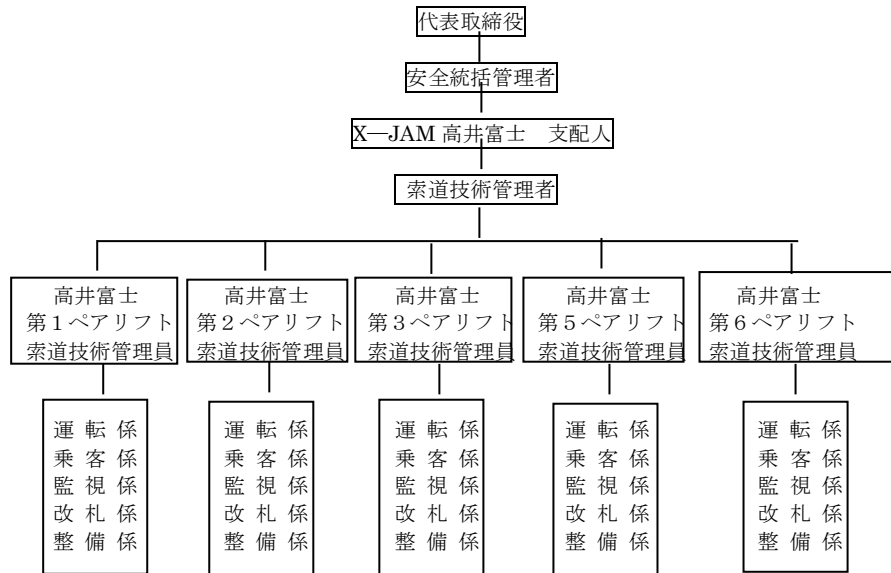 代表取締役
安全統括管理者
X―JAM 高井富士　支配人
索道技術管理者
高井富士
第１ペアリフト
索道技術管理員
高井富士
第２ペアリフト
索道技術管理員
高井富士
第３ペアリフト
索道技術管理員
高井富士
第５ペアリフト
索道技術管理員
高井富士
第６ペアリフト
索道技術管理員
運 転 係
乗 客 係
監 視 係
改 札 係
整 備 係
運 転 係
乗 客 係
監 視 係
改 札 係
整 備 係
運 転 係
乗 客 係
監 視 係
改 札 係
整 備 係
運 転 係
乗 客 係
監 視 係
改 札 係
整 備 係
運 転 係
乗 客 係
監 視 係
改 札 係
整 備 係